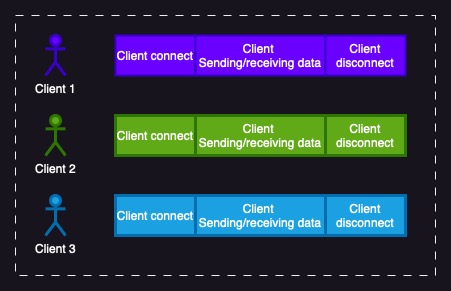 Client connect
Client
Sending/receiving data
Client
disconnect
Client 1
Client connect
Client
Sending/receiving data
Client
disconnect
Client 2
Client connect
Client
Sending/receiving data
Client
disconnect
Client 3